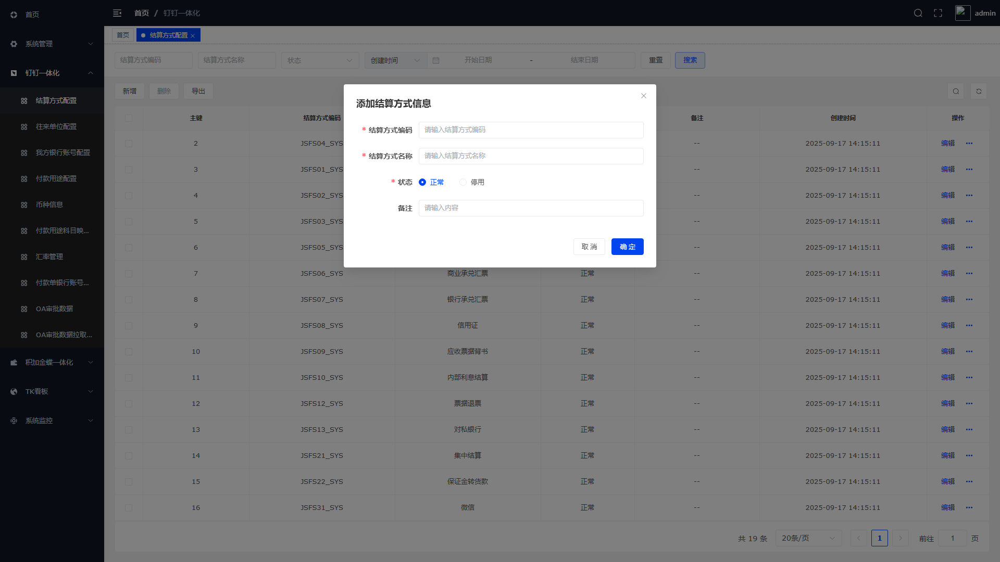 首页
系统管理
钉钉一体化
结算方式配置
往来单位配置
我方银行账号配置
付款用途配置
币种信息
付款用途科目映...
汇率管理
付款单银行账号...
OA审批数据
OA审批数据拉取...
积加金蝶一体化
TK看板
系统监控
首页 / 钉钉一体化
admin
首页 结算方式配置
结算方式编码 结算方式名称 状态 创建时间 开始日期 - 结束日期 重置 搜索
新增 删除 导出
主键 结算方式编码 备注 创建时间 操作
2 JSFS04_SYS -- 2025-09-17 14:15:11 编辑
3 JSFS01_SYS -- 2025-09-17 14:15:11 编辑
4 JSFS02_SYS -- 2025-09-17 14:15:11 编辑
5 JSFS03_SYS -- 2025-09-17 14:15:11 编辑
6 JSFS05_SYS -- 2025-09-17 14:15:11 编辑
7 JSFS06_SYS 商业承兑汇票 正常 -- 2025-09-17 14:15:11 编辑
8 JSFS07_SYS 银行承兑汇票 正常 -- 2025-09-17 14:15:11 编辑
9 JSFS08_SYS 信用证 正常 -- 2025-09-17 14:15:11 编辑
10 JSFS09_SYS 应收票据背书 正常 -- 2025-09-17 14:15:11 编辑
11 JSFS10_SYS 内部利息结算 正常 -- 2025-09-17 14:15:11 编辑
12 JSFS12_SYS 票据退票 正常 -- 2025-09-17 14:15:11 编辑
13 JSFS13_SYS 对私银行 正常 -- 2025-09-17 14:15:11 编辑
14 JSFS21_SYS 集中结算 正常 -- 2025-09-17 14:15:11 编辑
15 JSFS22_SYS 保证金转货款 正常 -- 2025-09-17 14:15:11 编辑
16 JSFS31_SYS 微信 正常 -- 2025-09-17 14:15:11 编辑
共 19 条 20条/页 1 前往 1 页
添加结算方式信息
* 结算方式编码 请输入结算方式编码
* 结算方式名称 请输入结算方式名称
* 状态 正常 停用
备注 请输入内容
取 消 确 定